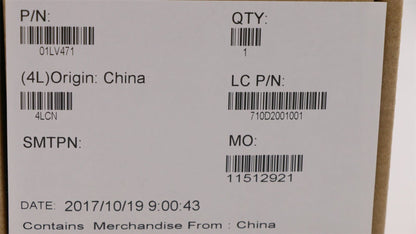 P/N: QTY:
01LV471 1
(4L)Origin: China LC P/N:
4LCN 710D2001001
SMTPN: MO:
11512921
DATE: 2017/10/19 9:00:43
Contains Merchandise From : China